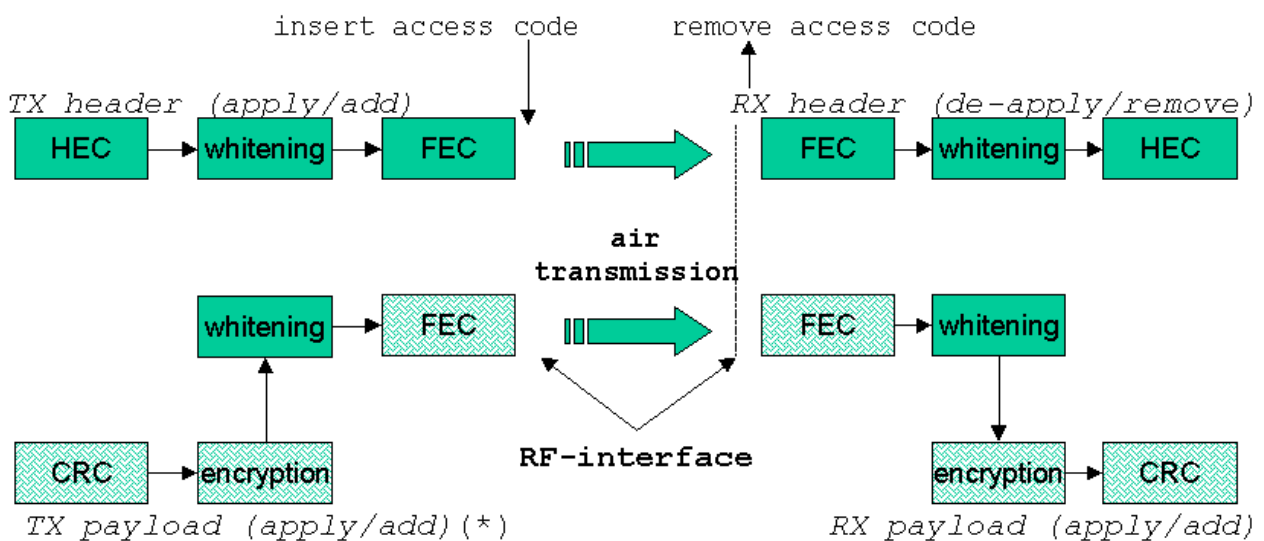 insert access code
remove access code
TX header (apply/add)
RX header (de-apply/remove)
HEC
whitening
FEC
FEC
whitening
HEC
air
transmission
whitening
FEC
FEC
whitening
RF-interface
CRC
encryption
encryption
CRC
TX payload (apply/add)(*)
RX payload (apply/add)